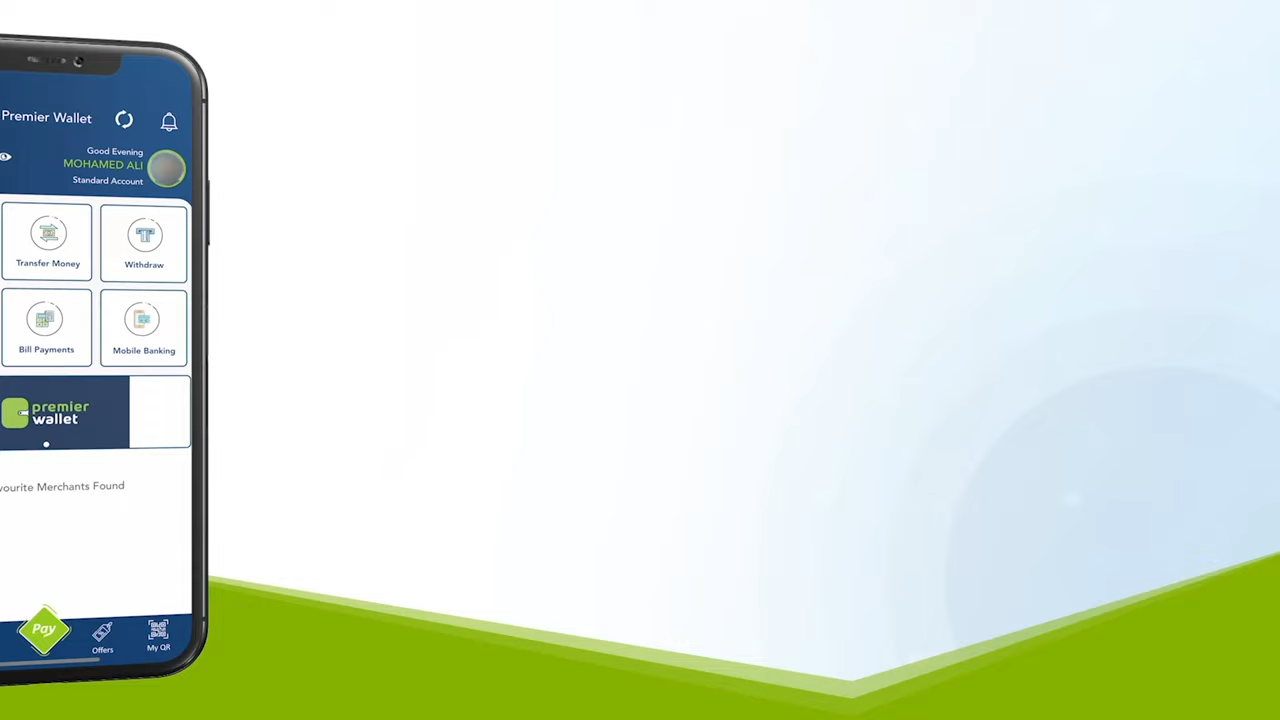 Premier Wallet
Good Evening
MOHAMED ALI
Standard Account
Transfer Money
Withdraw
Bill Payments
Mobile Banking
premier
wallet
Merchants Found
Pay
Offers
My QR